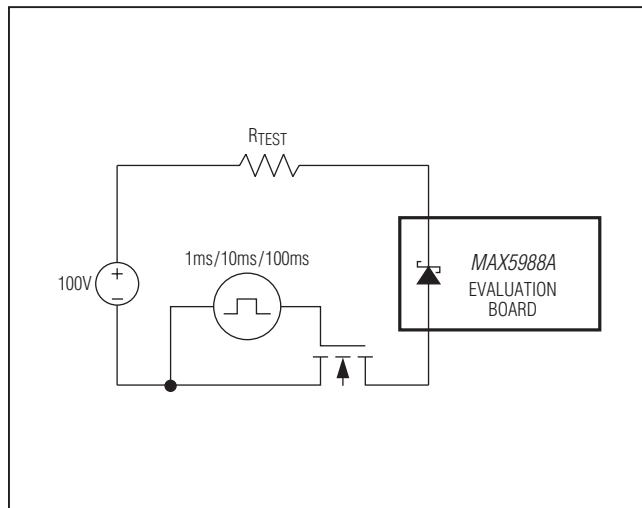 RTEST
1ms/10ms/100ms
100V
+
−
MAX5988A
EVALUATION
BOARD